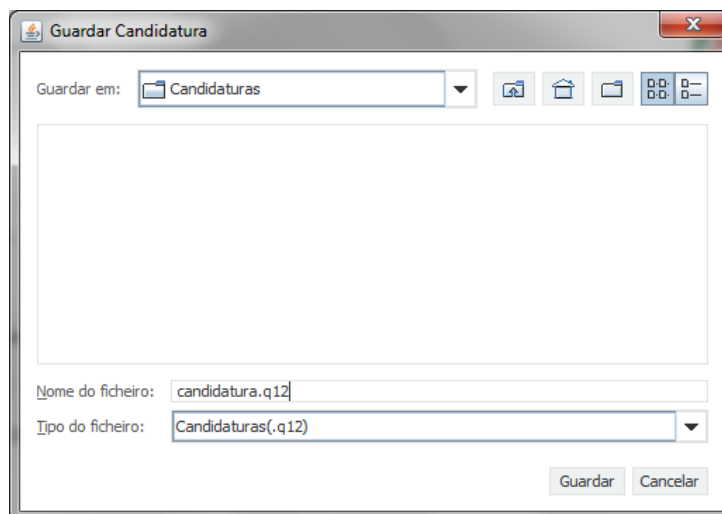 Guardar Candidatura
Guardar em: Candidaturas
Nome do ficheiro: candidatura.q12
Tipo do ficheiro: Candidaturas(.q12)
Guardar Cancelar